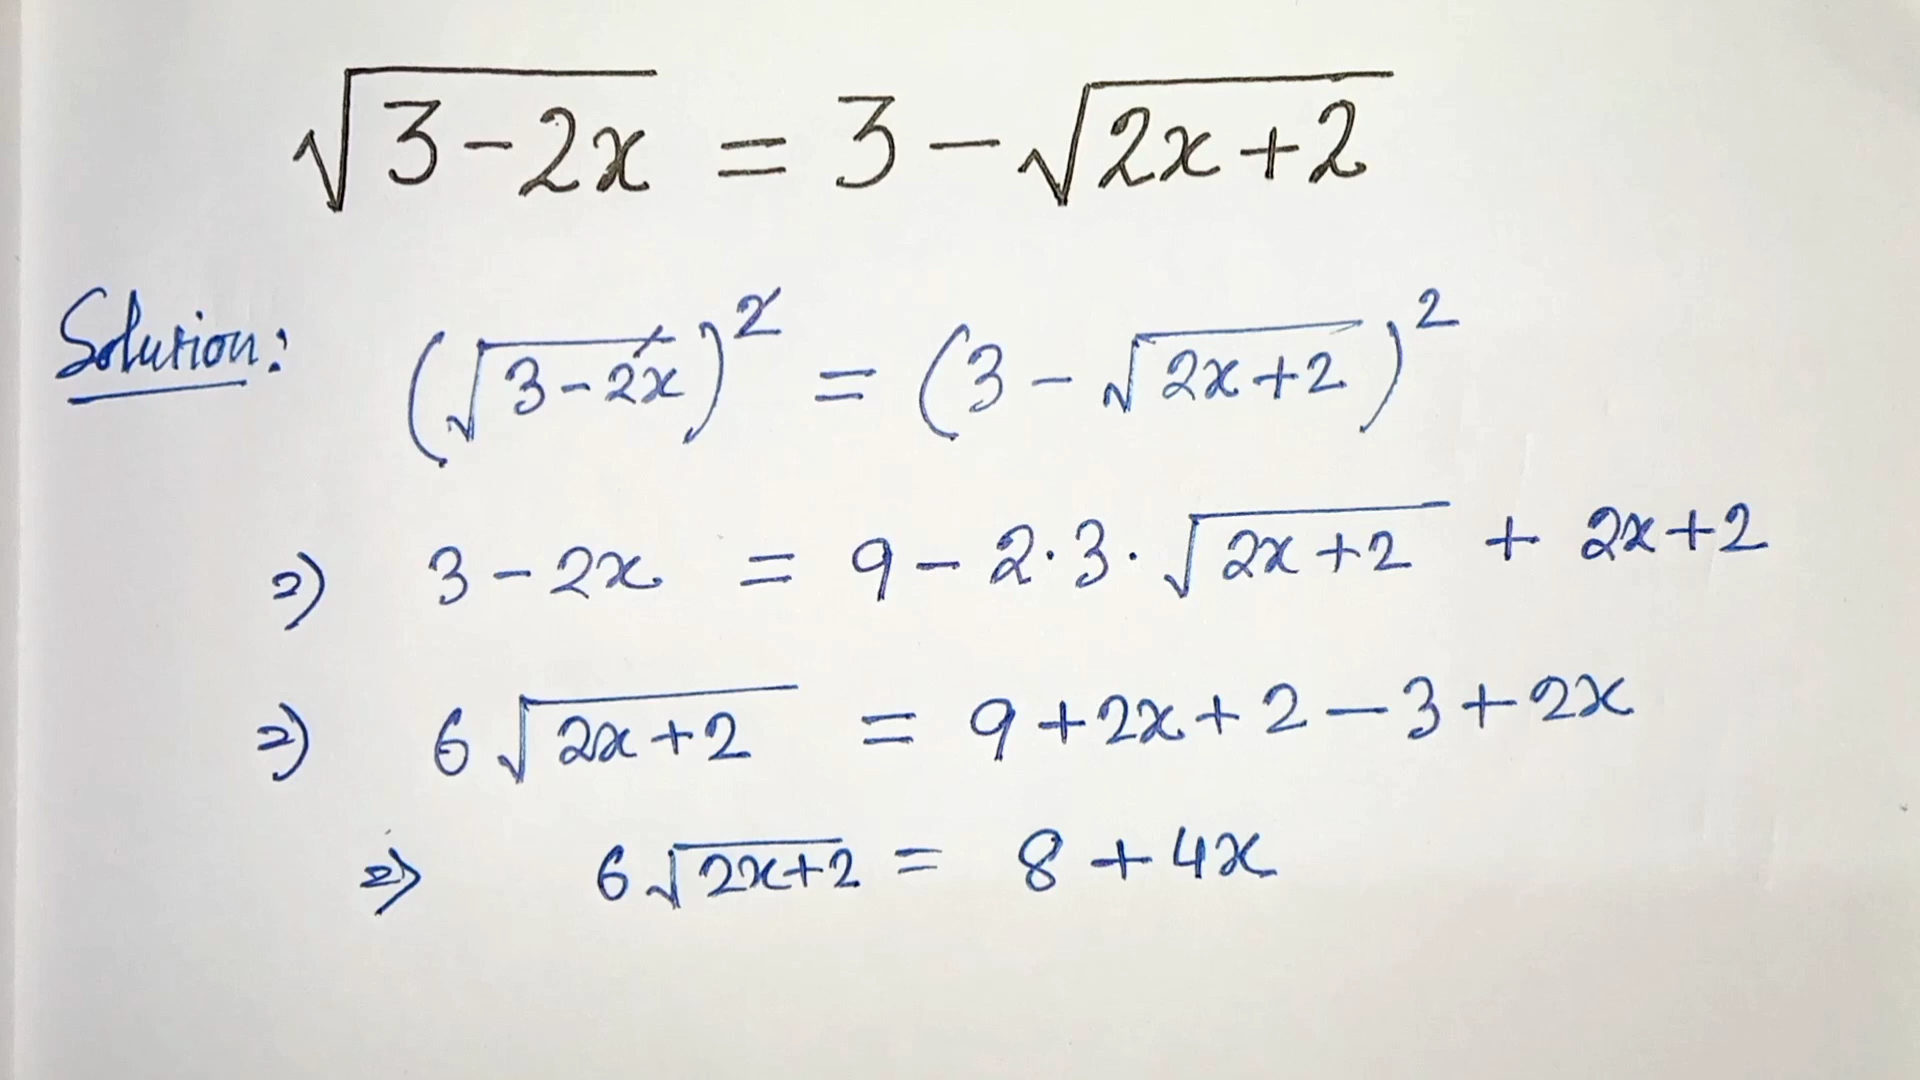 √(3-2x) = 3-√(2x+2)
Solution: (√(3-2x))² = (3-√(2x+2))²
⇒ 3-2x = 9-2·3·√(2x+2) + 2x+2
⇒ 6√(2x+2) = 9+2x+2-3+2x
⇒ 6√(2x+2) = 8+4x